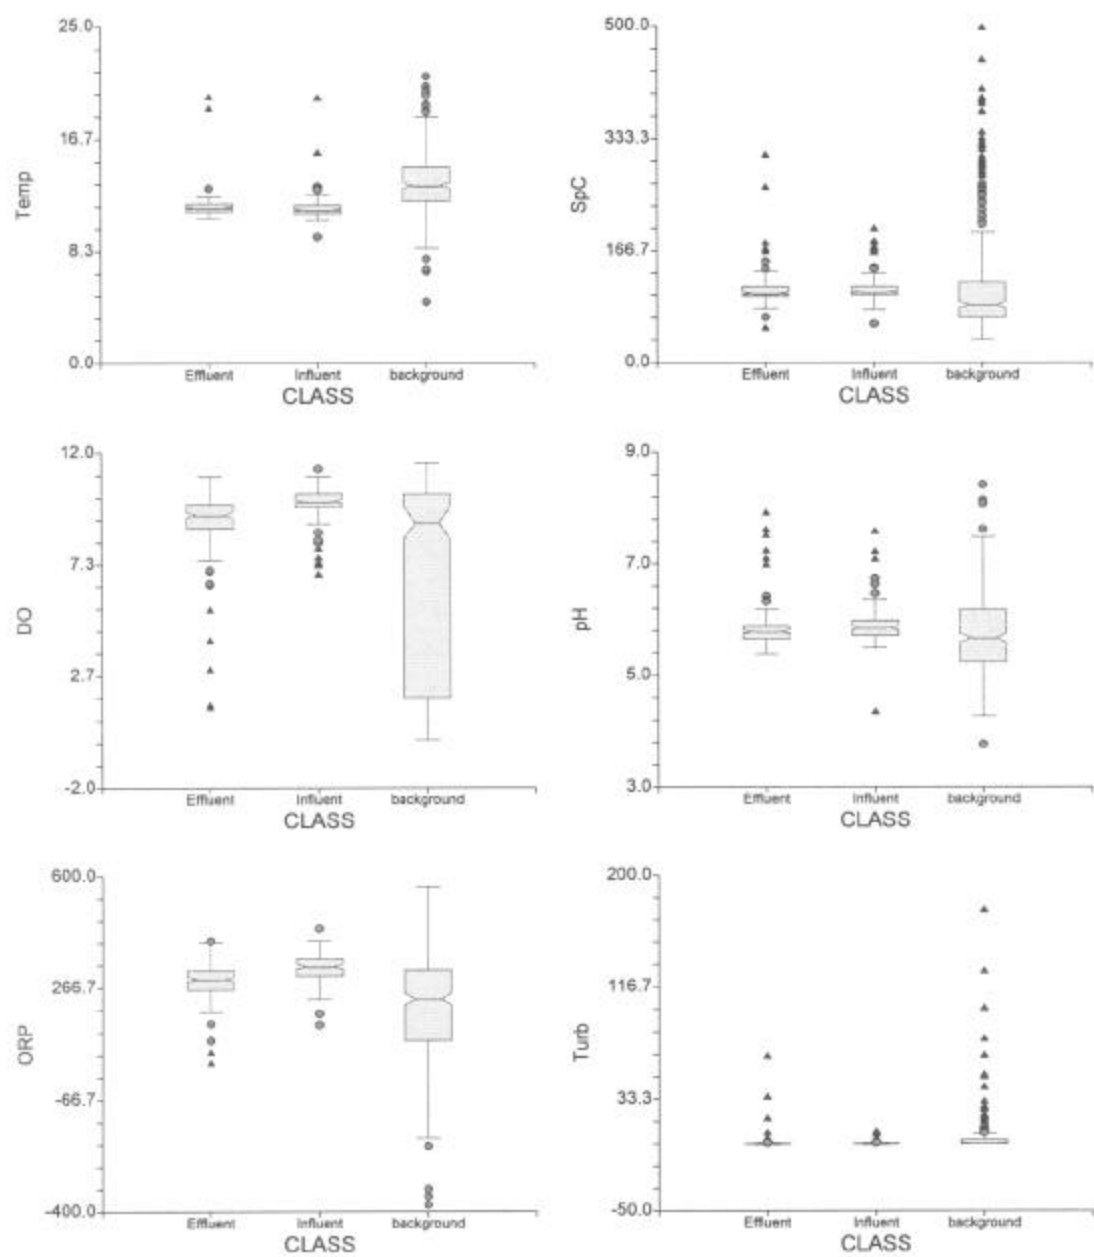 25.0
16.7
8.3
0.0
Temp
Effluent Influent background
CLASS
500.0
333.3
166.7
0.0
SpC
Effluent Influent background
CLASS
12.0
7.3
2.7
-2.0
DO
Effluent Influent background
CLASS
9.0
7.0
5.0
3.0
pH
Effluent Influent background
CLASS
600.0
266.7
-66.7
-400.0
ORP
Effluent Influent background
CLASS
200.0
116.7
33.3
-50.0
Turb
Effluent Influent background
CLASS